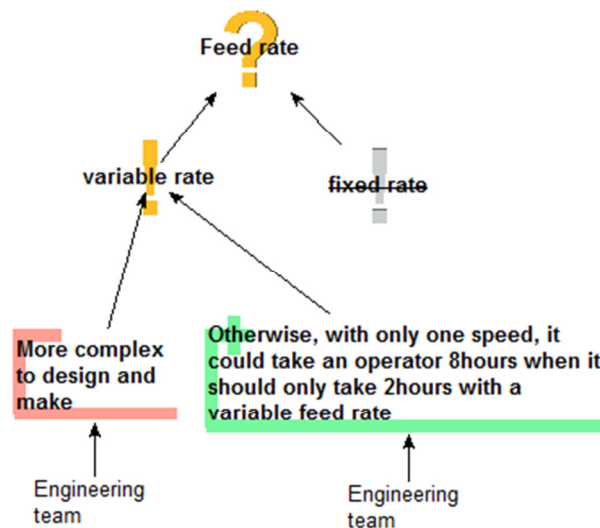 Feed rate
variable rate
fixed rate
More complex
to design and
make
Otherwise, with only one speed, it
could take an operator 8hours when it
should only take 2hours with a
variable feed rate
Engineering
team
Engineering
team